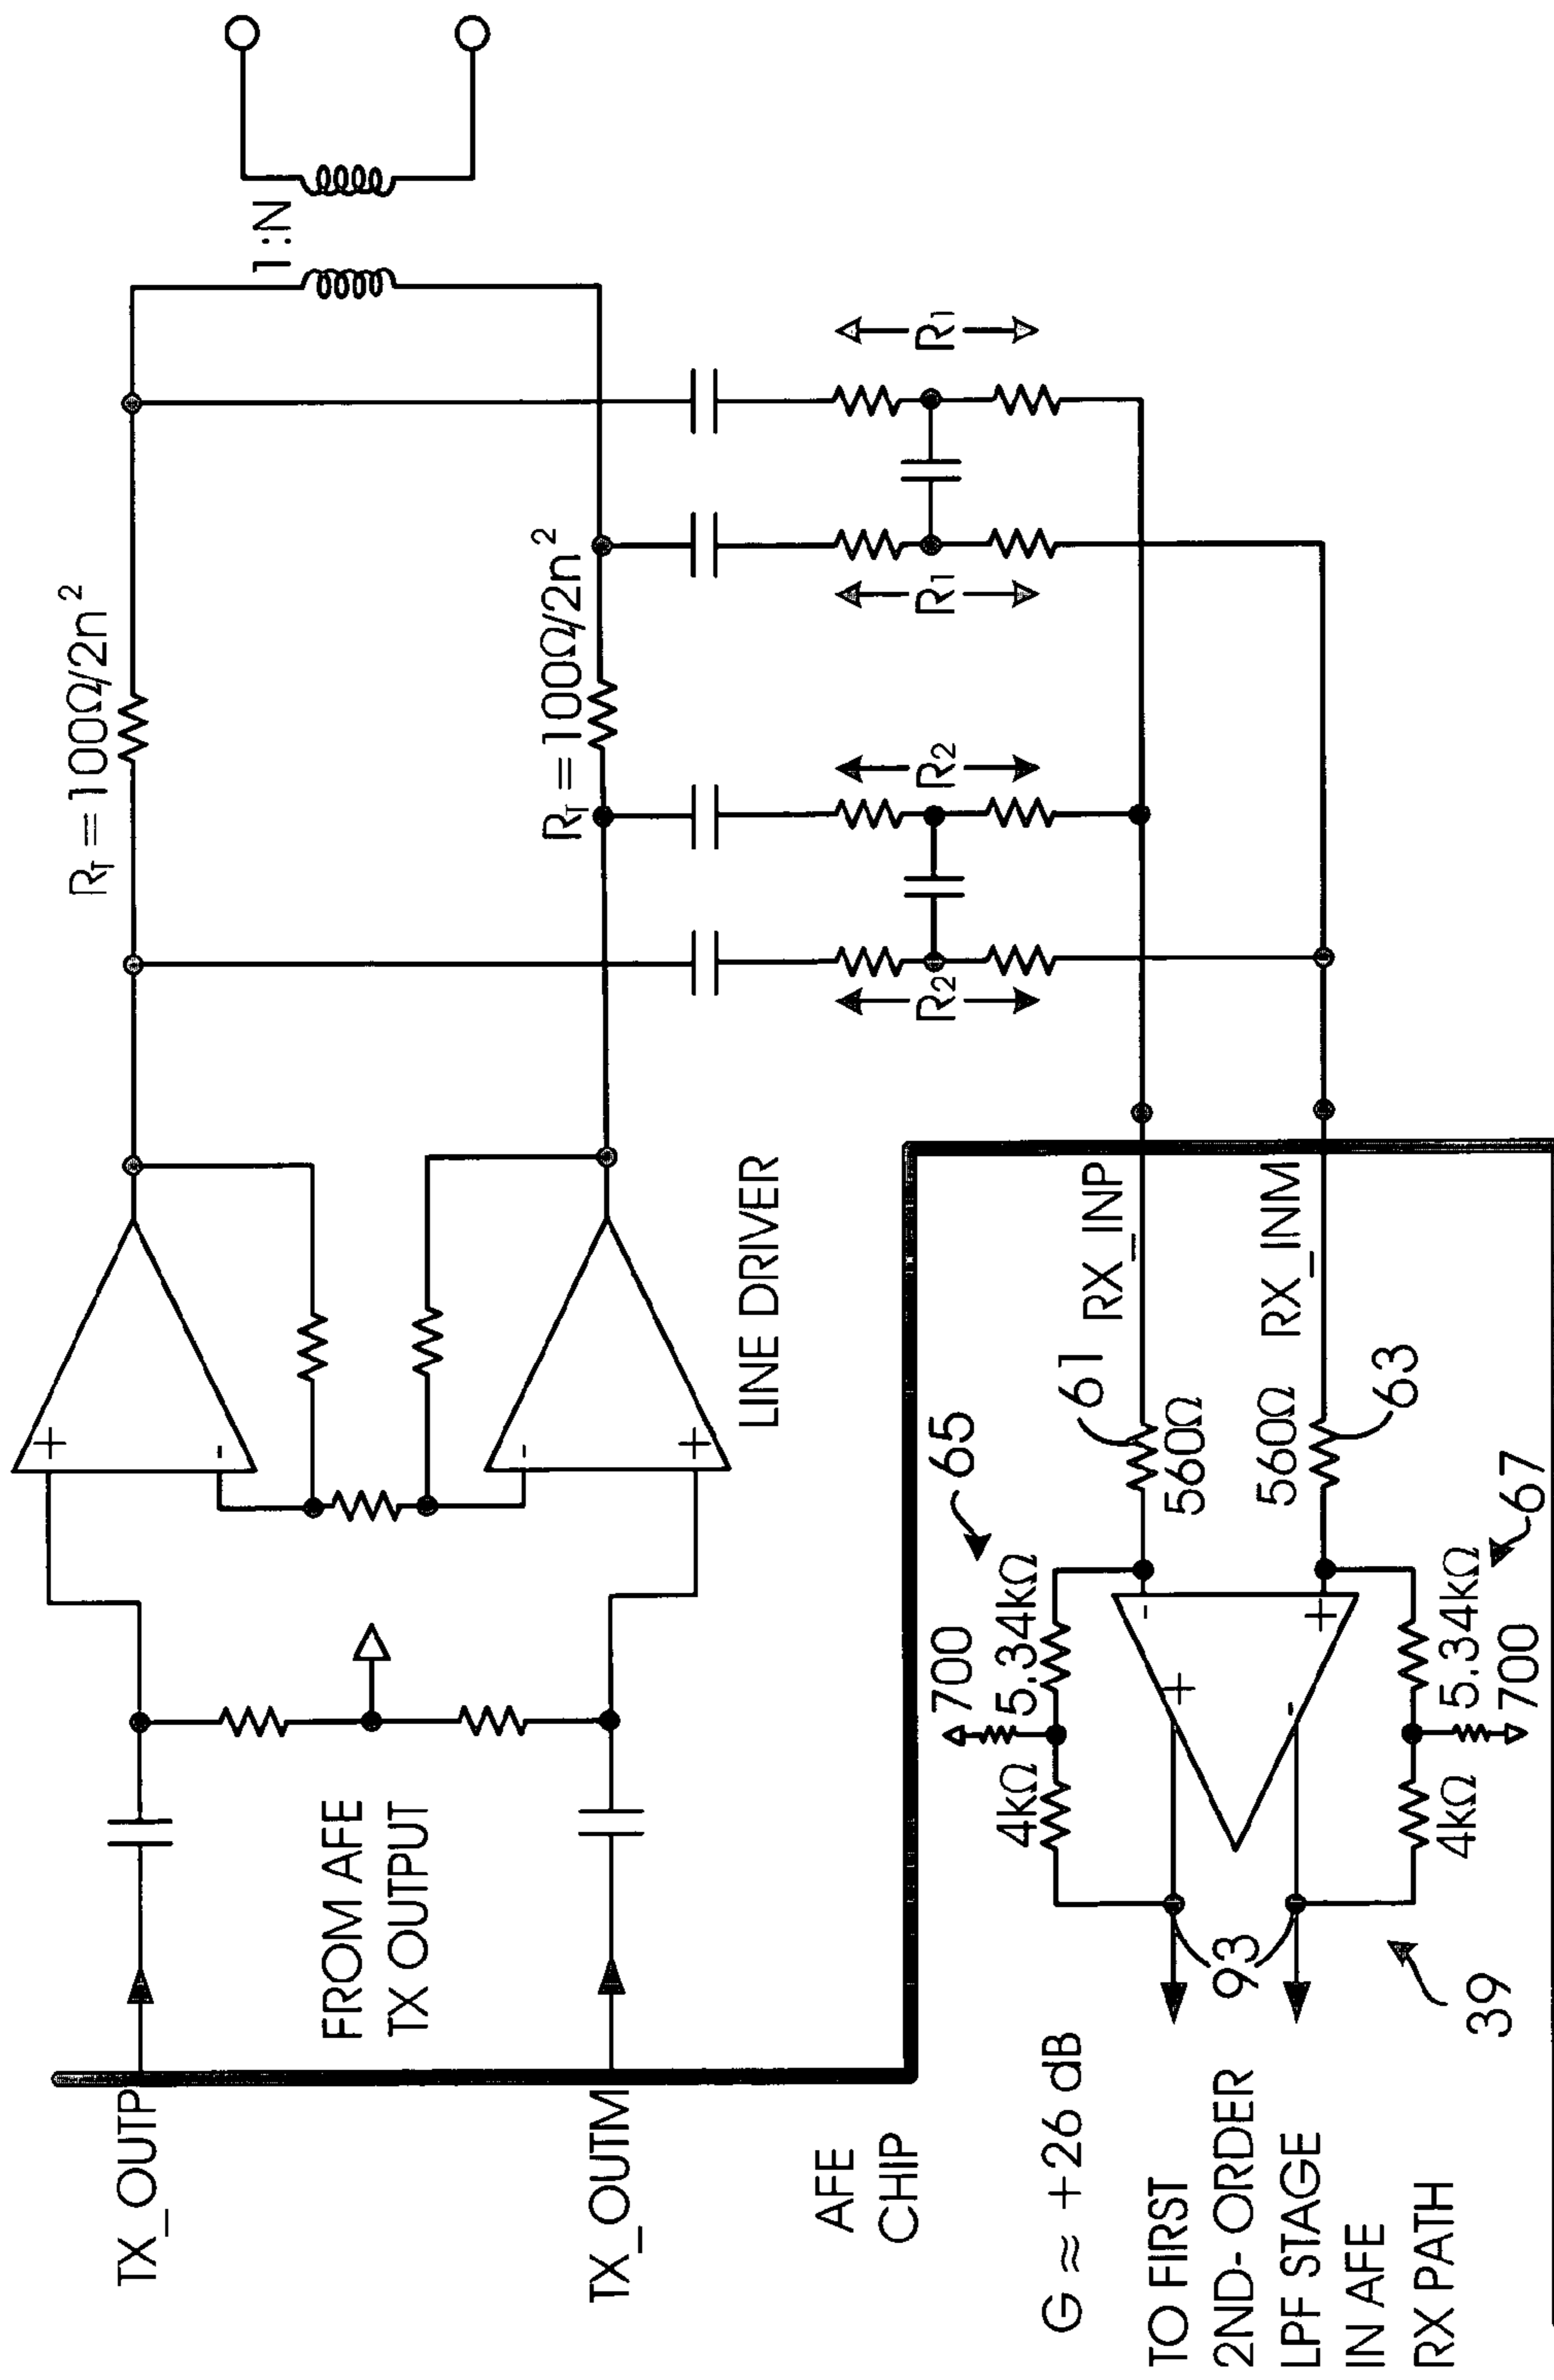 TX_OUTP
FROM AFE
TX OUTPUT
TX_OUTM
AFE
CHIP
LINE DRIVER
R_T = 100Ω/2n²
R_T = 100Ω/2n²
1:N
R2
R2
R1
R1
G ≈ +26 dB
TO FIRST
2ND- ORDER
LPF STAGE
IN AFE
RX PATH
93
39
4kΩ
700
5.34kΩ
65
4kΩ
5.34kΩ
700
67
560Ω
61
560Ω
63
RX_INP
RX_INM
+
-
-
+
+
-
-
+